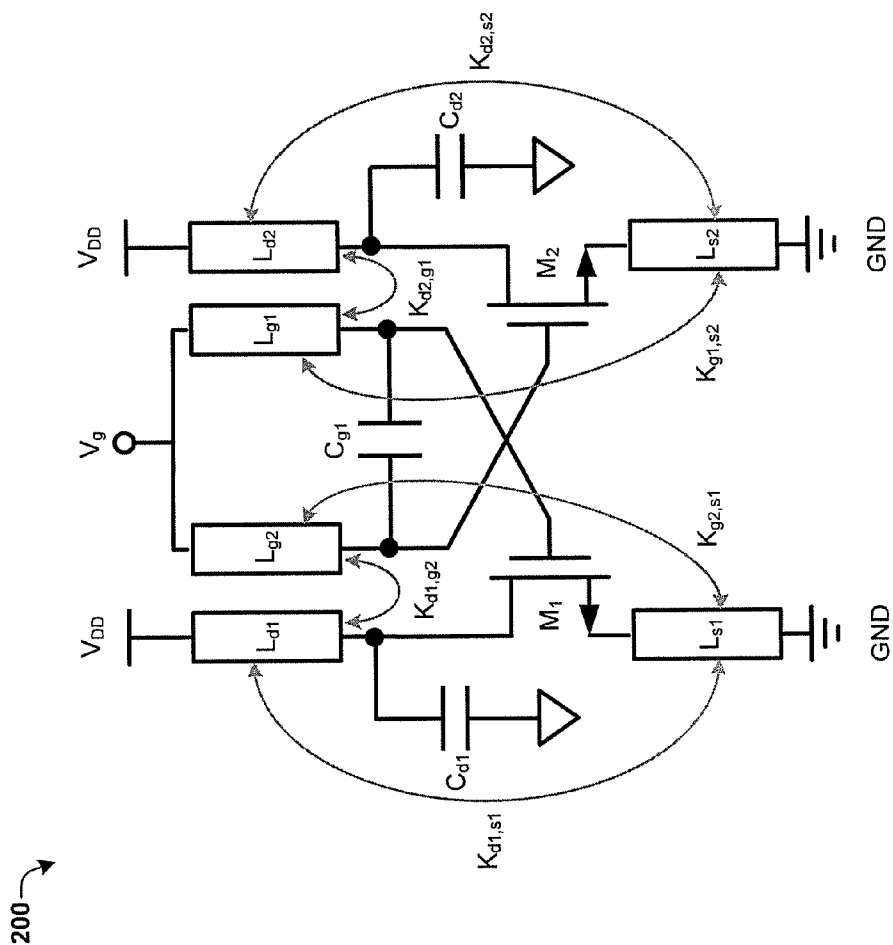 200
V_DD
V_g
V_DD
L_d1
L_g2
L_g1
L_d2
K_d1,g2
C_g1
K_d2,g1
C_d1
C_d2
K_d1,s1
M_1
M_2
K_d2,s2
K_g2,s1
K_g1,s2
L_s1
L_s2
GND
GND